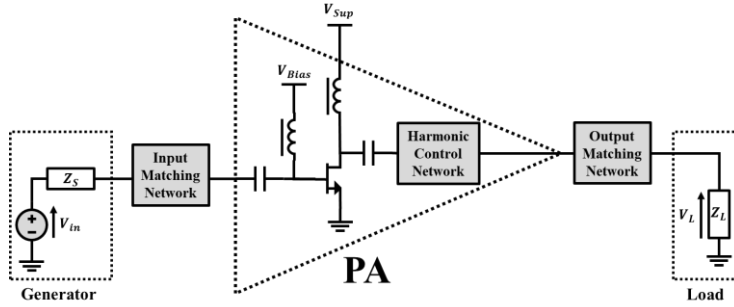 V_Sup
V_Bias
Z_S
V_in
Generator
Input
Matching
Network
Harmonic
Control
Network
PA
Output
Matching
Network
V_L
Z_L
Load